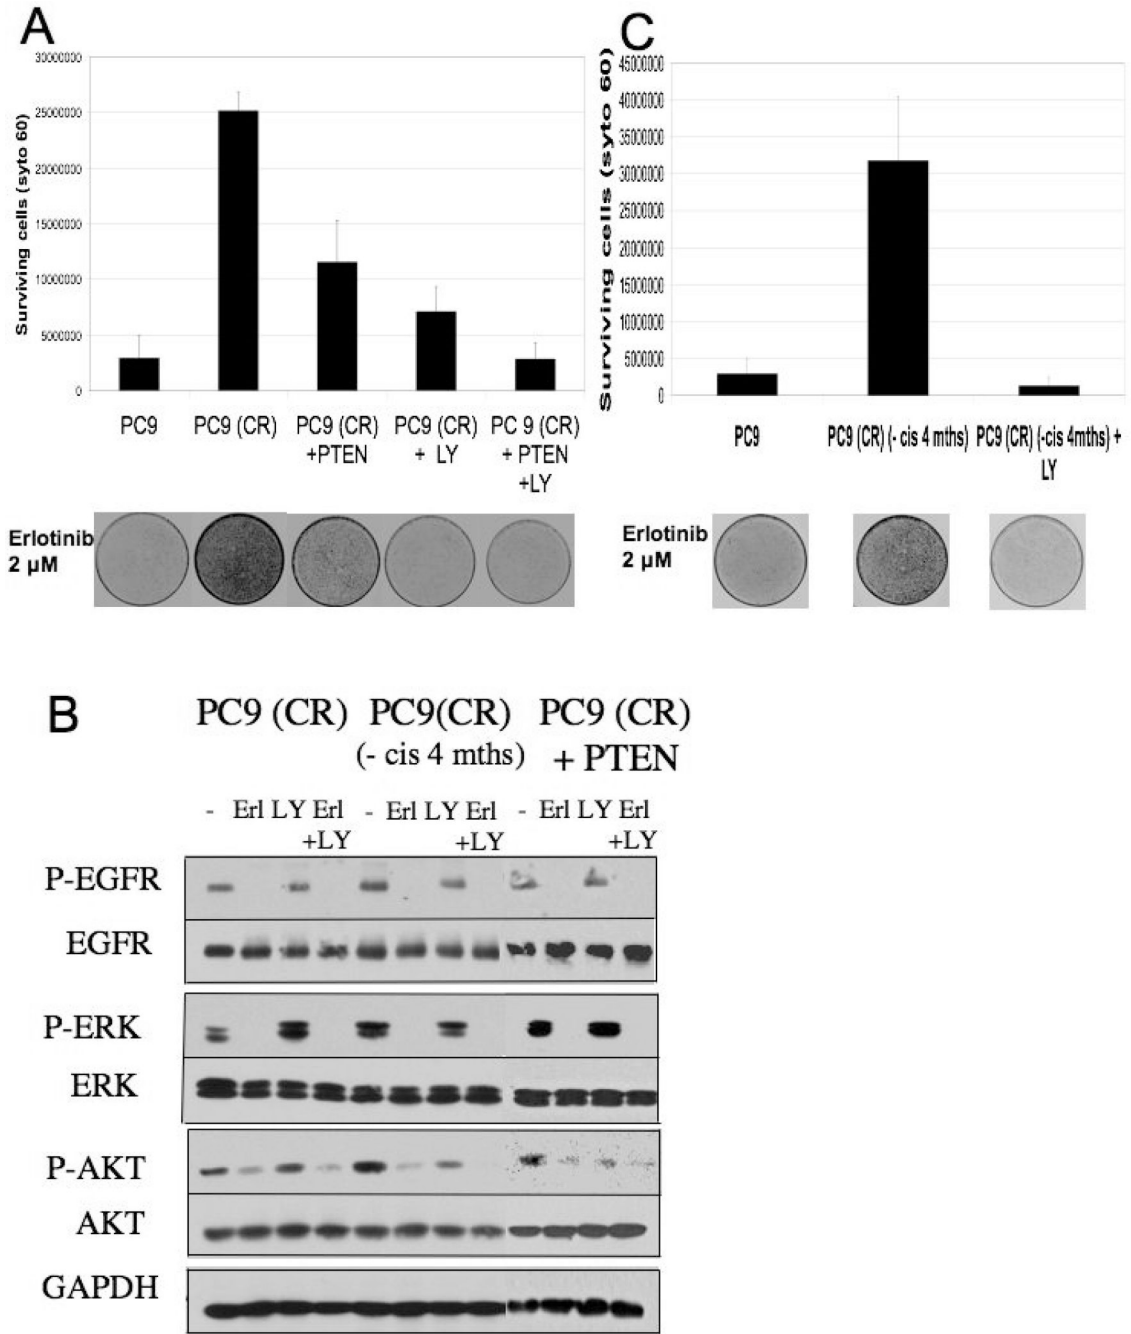 A
Surviving cells (syto 60)
30000000
25000000
20000000
15000000
10000000
5000000
0
PC9
PC9 (CR)
PC9 (CR)
+PTEN
PC9 (CR)
+ LY
PC 9 (CR)
+ PTEN
+LY
Erlotinib
2 μM
C
Surviving cells (syto 60)
45000000
40000000
35000000
30000000
25000000
20000000
15000000
10000000
5000000
0
PC9
PC9 (CR) (- cis 4 mths)
PC9 (CR) (-cis 4mths) +
LY
Erlotinib
2 μM
B
PC9 (CR) PC9(CR) PC9 (CR)
(- cis 4 mths) + PTEN
- Erl LY Erl - Erl LY Erl - Erl LY Erl
+LY +LY +LY
P-EGFR
EGFR
P-ERK
ERK
P-AKT
AKT
GAPDH